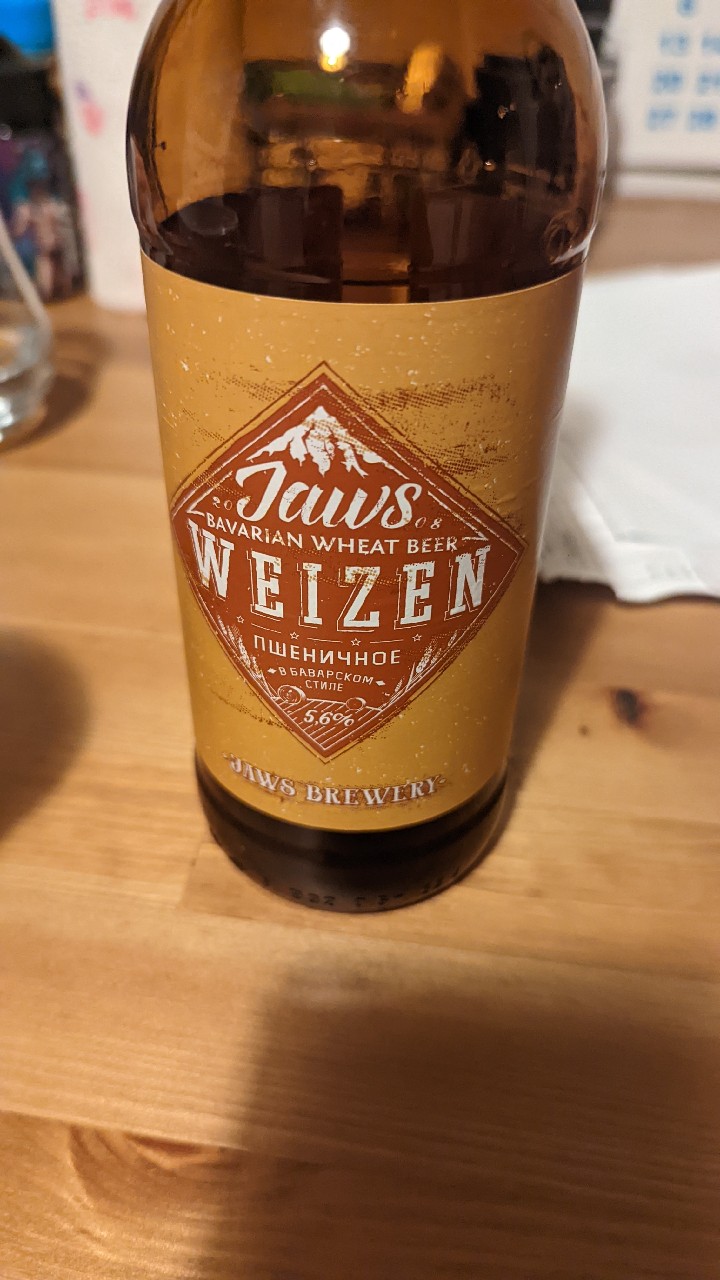 Jaws
20 08
BAVARIAN WHEAT BEER
WEIZEN
ПШЕНИЧНОЕ
В БАВАРСКОМ
СТИЛЕ
5,6%
JAWS BREWERY